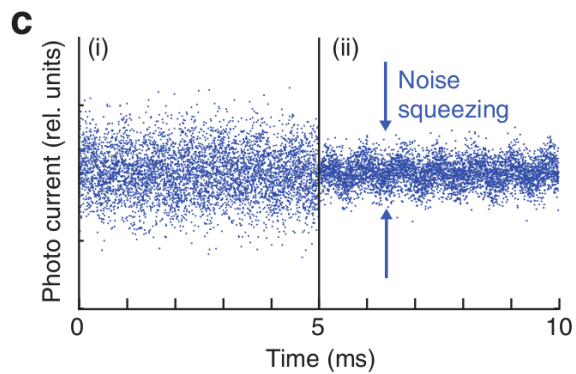 c
(i)
(ii)
Noise
squeezing
Photo current (rel. units)
0
5
10
Time (ms)